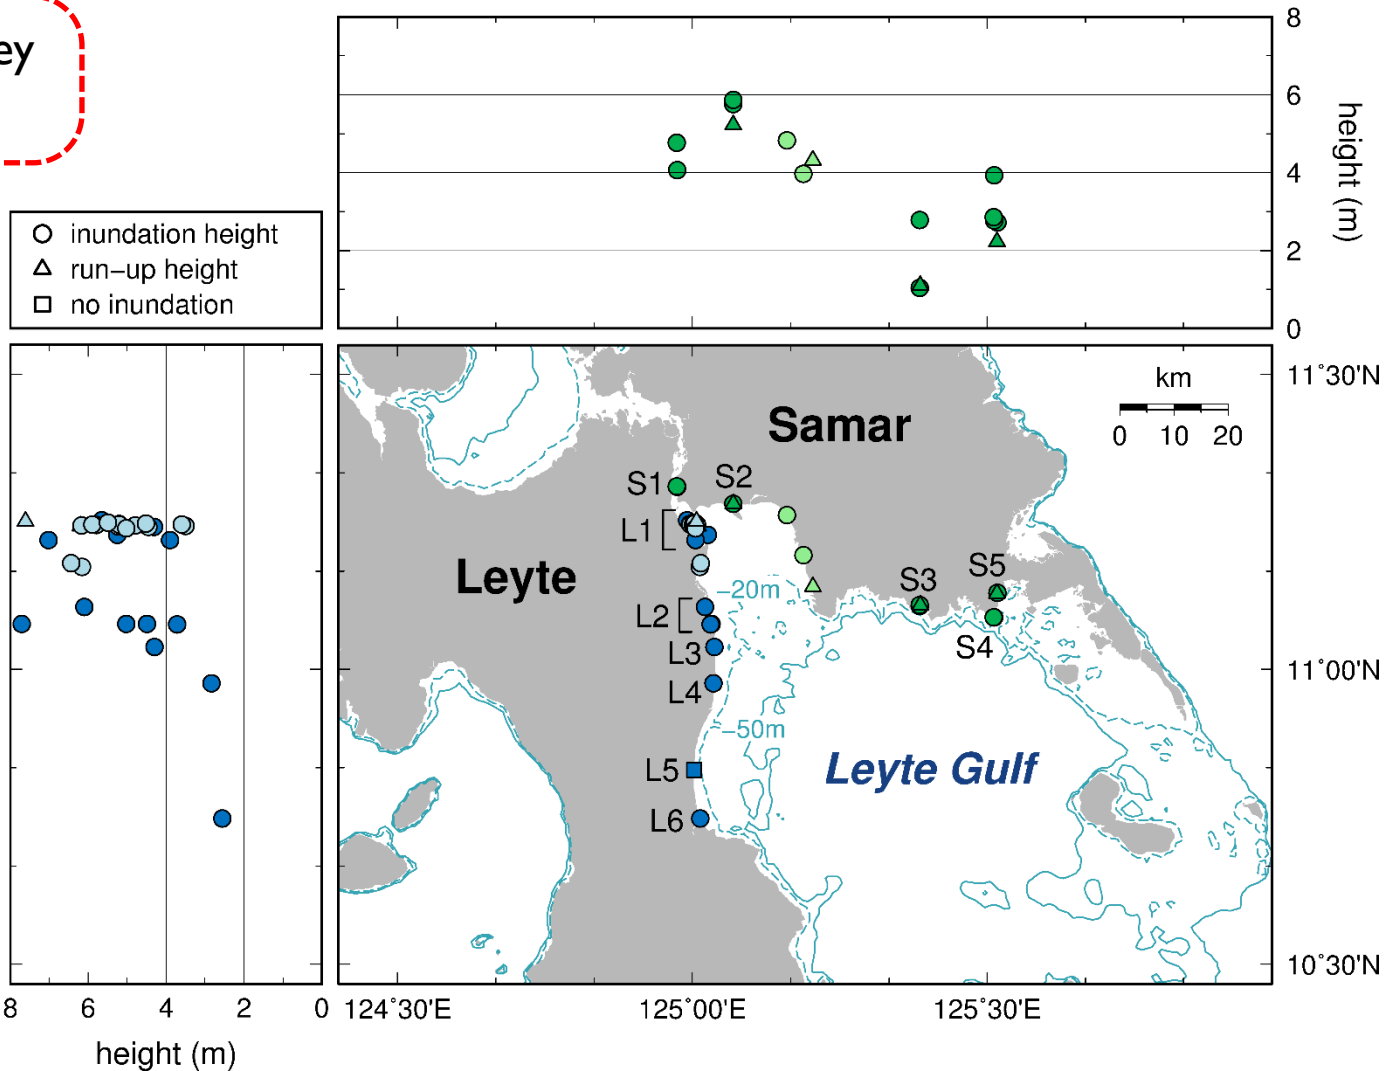 ey
8
6
4
2
0
height (m)
inundation height
run-up height
no inundation
km
0 10 20
Samar
Leyte
Leyte Gulf
S1
S2
L1
S3
S5
−20m
L2
L3
S4
L4
−50m
L5
L6
11°30'N
11°00'N
10°30'N
8 6 4 2 0
124°30'E 125°00'E 125°30'E
height (m)